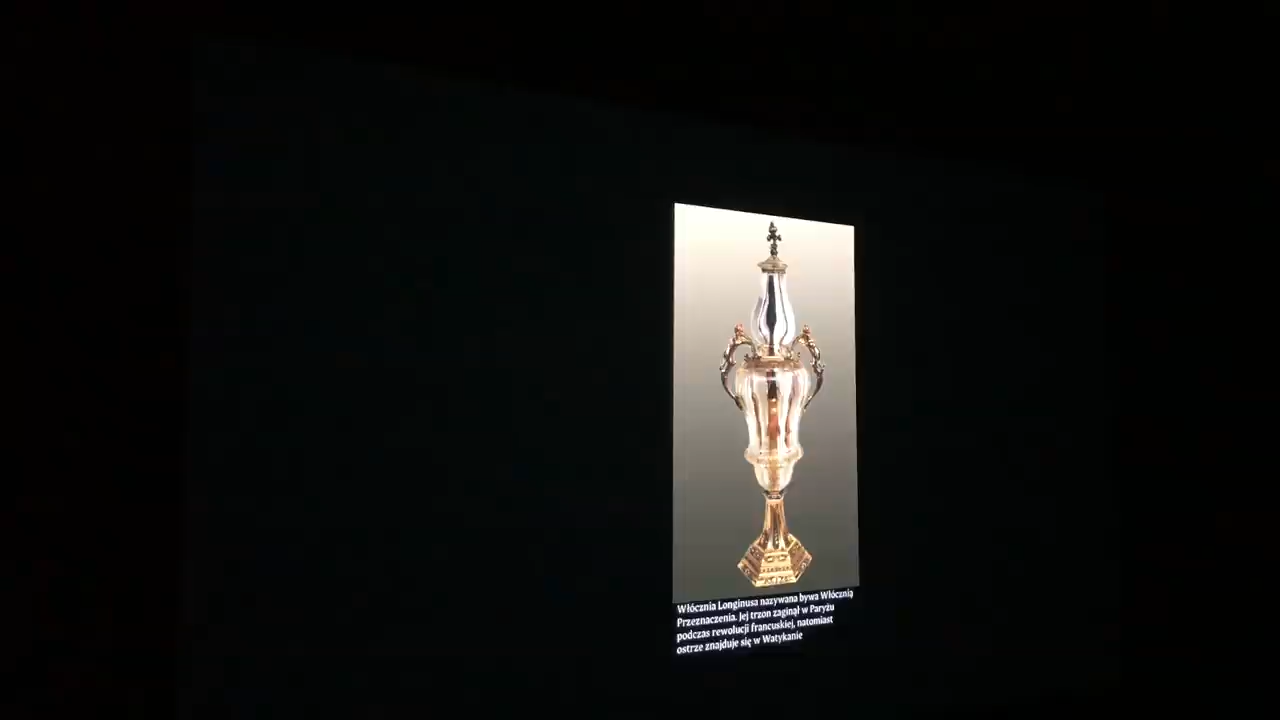 Włócznia Longinusa nazywana bywa Włócznią
Przeznaczenia. Jej trzon zaginął w Paryżu
podczas rewolucji francuskiej, natomiast
ostrze znajduje się w Watykanie